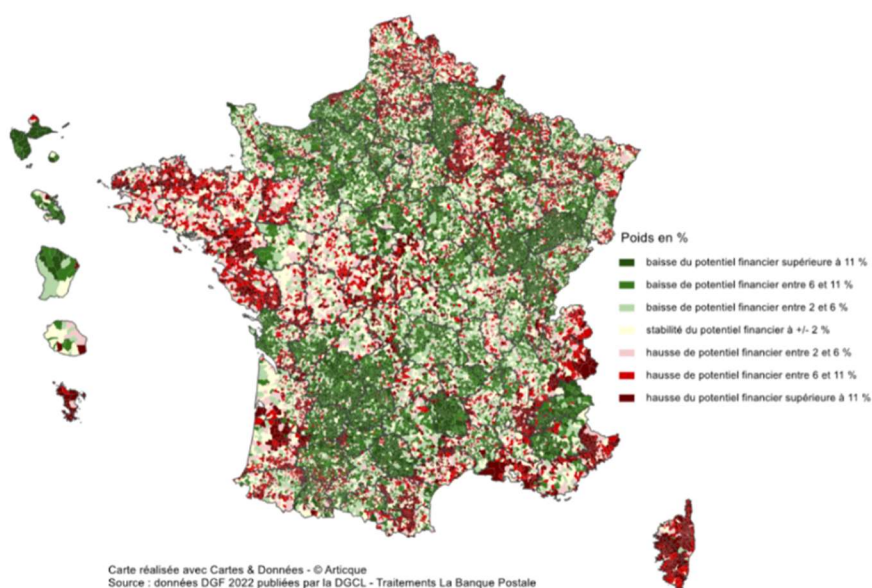 Poids en %
baisse du potentiel financier supérieure à 11 %
baisse du potentiel financier entre 6 et 11 %
baisse du potentiel financier entre 2 et 6 %
stabilité du potentiel financier à +/- 2 %
hausse de potentiel financier entre 2 et 6 %
hausse de potentiel financier entre 6 et 11 %
hausse du potentiel financier supérieur à 11 %
Carte réalisée avec Cartes & Données - © Articque
Source : données DGF 2022 publiées par la DGCL - Traitements La Banque Postale